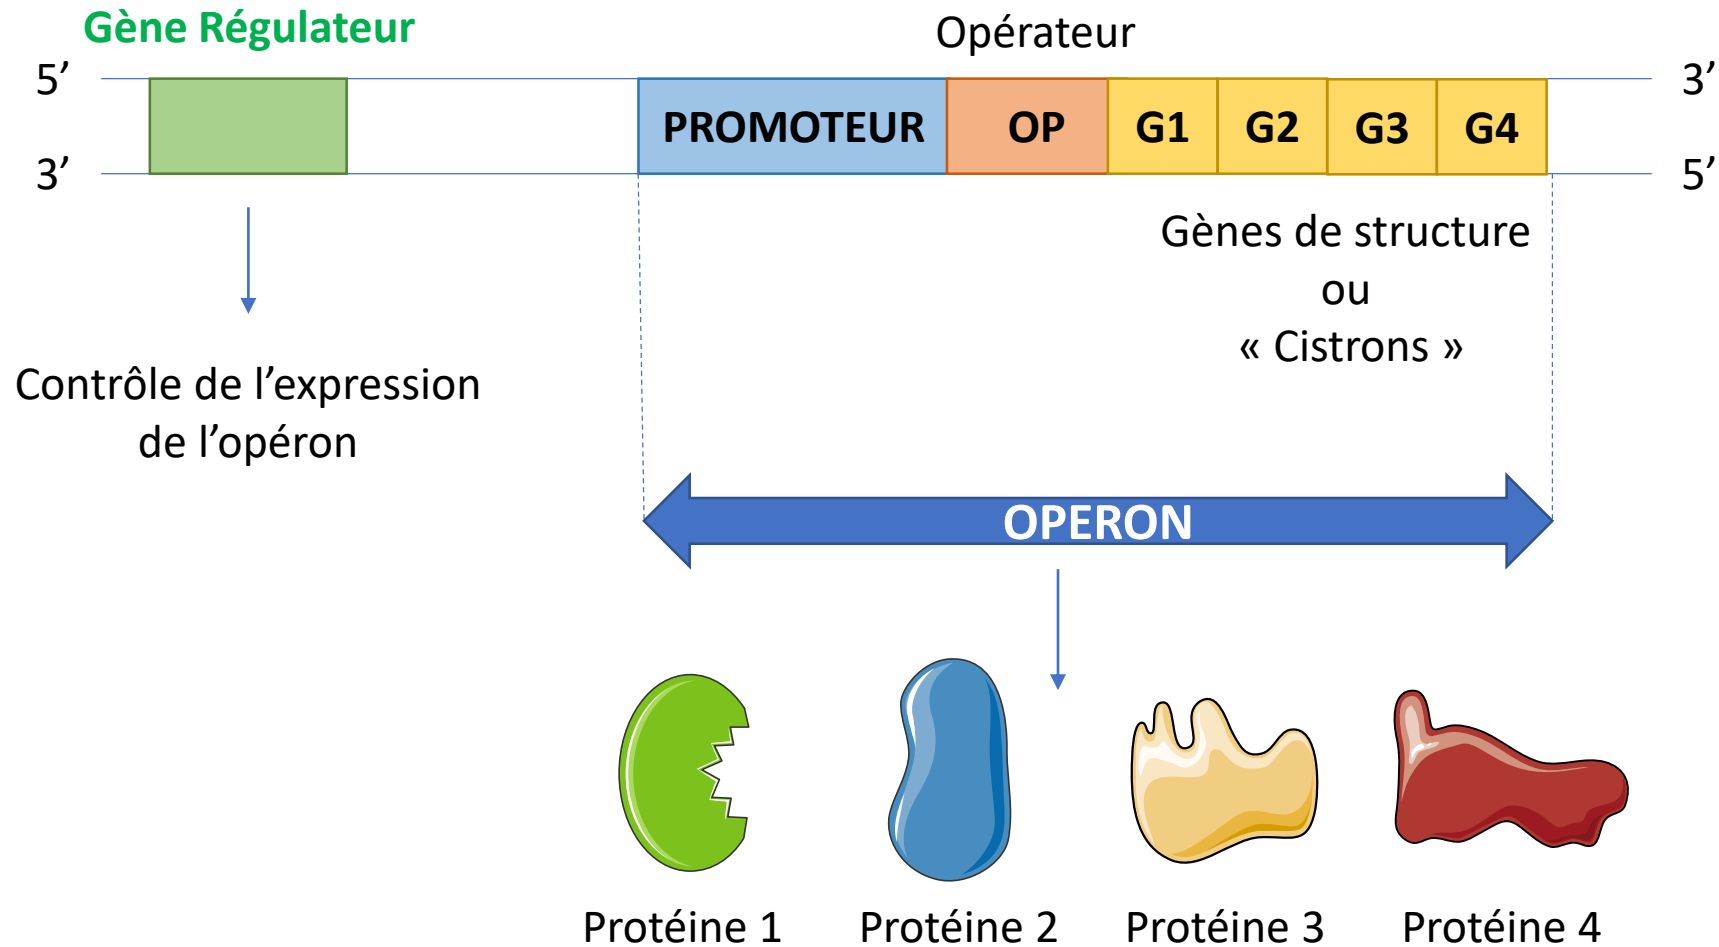 Gène Régulateur
Opérateur
5’
3’
PROMOTEUR
OP
G1
G2
G3
G4
3’
5’
Gènes de structure
ou
« Cistrons »
Contrôle de l’expression
de l’opéron
OPERON
Protéine 1
Protéine 2
Protéine 3
Protéine 4